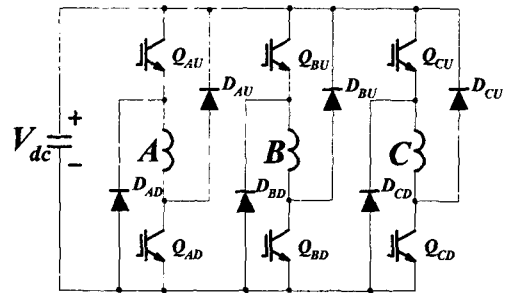 Q_AU Q_BU Q_CU
D_AU D_BU D_CU
V_dc + − A B C
D_AD D_BD D_CD
Q_AD Q_BD Q_CD